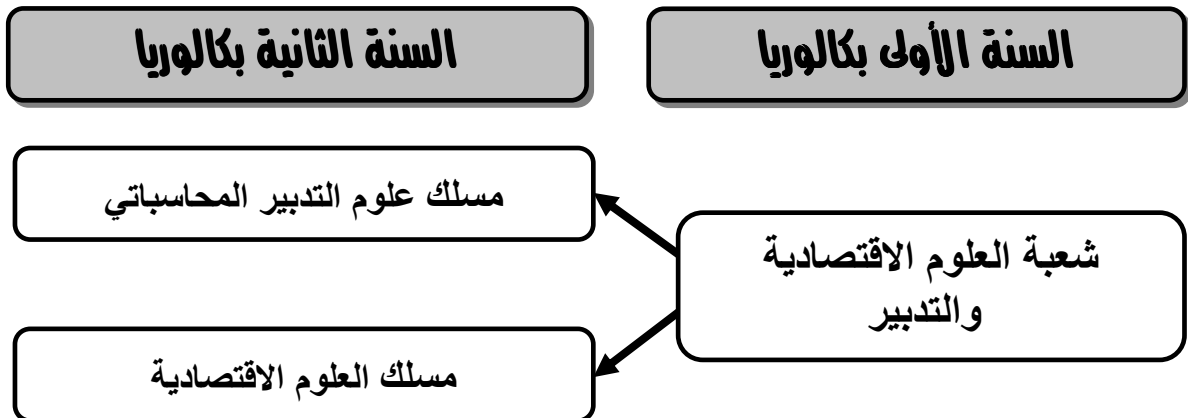 السنة الأولى بكالوريا
السنة الثانية بكالوريا
شعبة العلوم الاقتصادية
والتدبير
مسلك علوم التدبير المحاسباتي
مسلك العلوم الاقتصادية